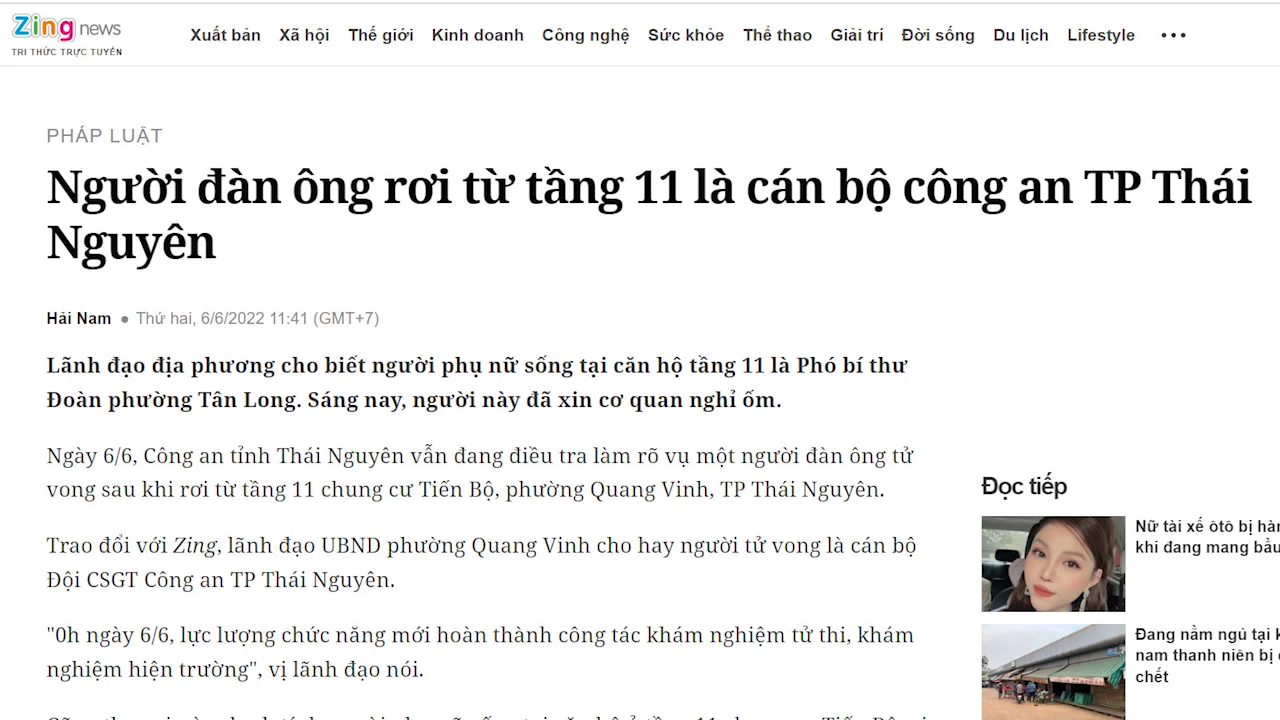 Zing news
TRI THỨC TRỰC TUYẾN
Xuất bản Xã hội Thế giới Kinh doanh Công nghệ Sức khỏe Thể thao Giải trí Đời sống Du lịch Lifestyle •••
PHÁP LUẬT
Người đàn ông rơi từ tầng 11 là cán bộ công an TP Thái
Nguyên
Hải Nam • Thứ hai, 6/6/2022 11:41 (GMT+7)
Lãnh đạo địa phương cho biết người phụ nữ sống tại căn hộ tầng 11 là Phó bí thư
Đoàn phường Tân Long. Sáng nay, người này đã xin cơ quan nghỉ ốm.
Ngày 6/6, Công an tỉnh Thái Nguyên vẫn đang điều tra làm rõ vụ một người đàn ông tử
vong sau khi rơi từ tầng 11 chung cư Tiến Bộ, phường Quang Vinh, TP Thái Nguyên.
Trao đổi với Zing, lãnh đạo UBND phường Quang Vinh cho hay người tử vong là cán bộ
Đội CSGT Công an TP Thái Nguyên.
"0h ngày 6/6, lực lượng chức năng mới hoàn thành công tác khám nghiệm tử thi, khám
nghiệm hiện trường", vị lãnh đạo nói.
Đọc tiếp
Nữ tài xế ôtô bị
khi đang mang bầu
Đang nằm ngủ tại
nam thanh niên bị
chết